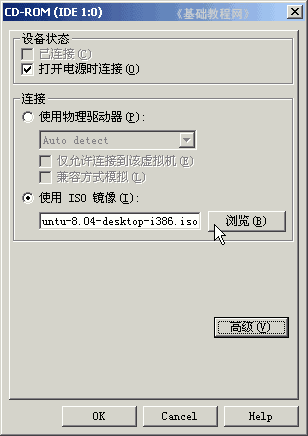 CD-ROM (IDE 1:0)
《基础教程网》
设备状态
已连接(C)
打开电源时连接(O)
连接
使用物理驱动器(P):
Auto detect
仅允许连接到该虚拟机(E)
兼容方式模拟(L)
使用 ISO 镜像(I):
untu-8.04-desktop-i386.iso
浏览(B)
高级(V)
OK
Cancel
Help